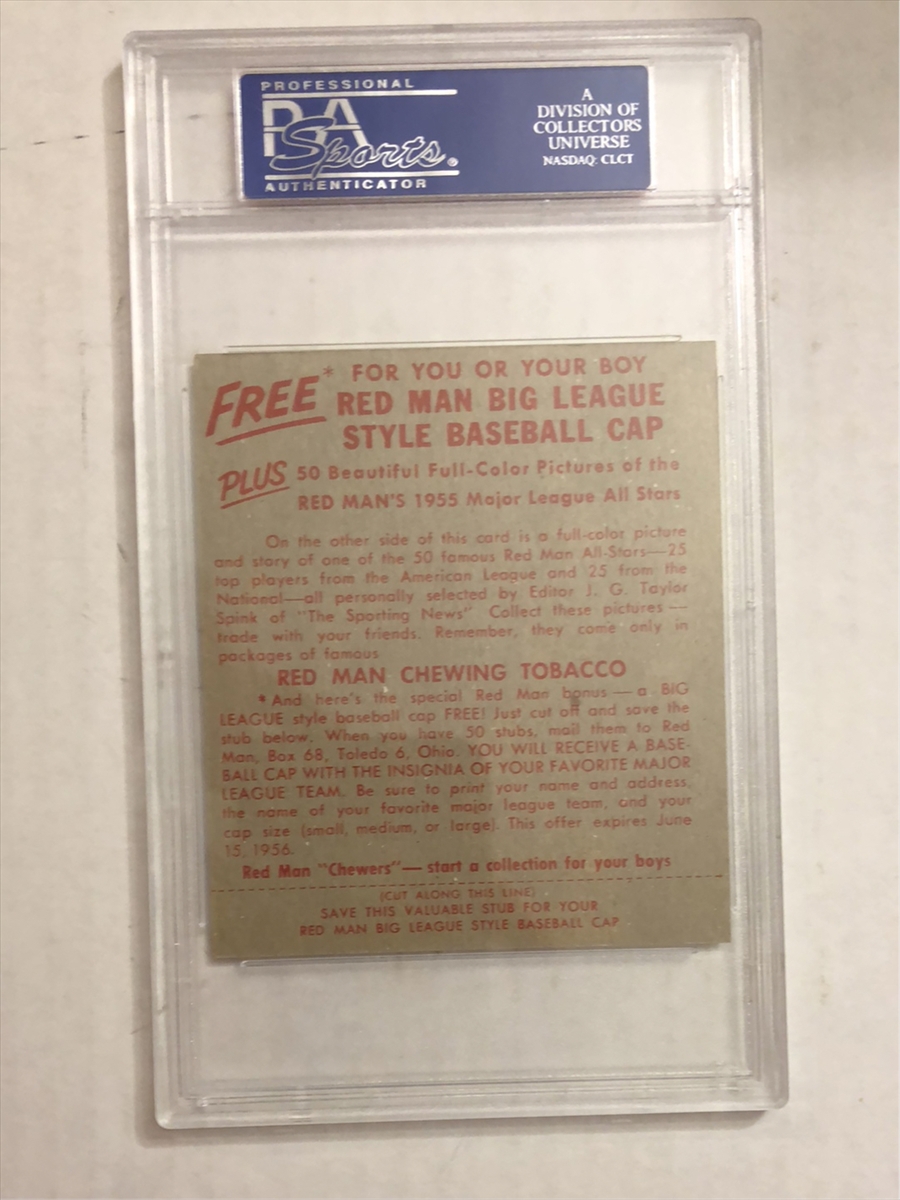 PROFESSIONAL
PSA
Sports
AUTHENTICATOR
A
DIVISION OF
COLLECTORS
UNIVERSE
NASDAQ: CLCT
FREE* FOR YOU OR YOUR BOY
RED MAN BIG LEAGUE
STYLE BASEBALL CAP
PLUS 50 Beautiful Full-Color Pictures of the
RED MAN'S 1955 Major League All Stars
On the other side of this card is a full-color picture
and story of one of the 50 famous Red Man All-Stars—25
top players from the American League and 25 from the
National—all personally selected by Editor J. G. Taylor
Spink of "The Sporting News". Collect these pictures —
trade with your friends. Remember, they come only in
packages of famous
RED MAN CHEWING TOBACCO
*And here's the special Red Man bonus — a BIG
LEAGUE style baseball cap FREE! Just cut off and save the
stub below. When you have 50 stubs, mail them to Red
Man, Box 68, Toledo 6, Ohio. YOU WILL RECEIVE A BASE-
BALL CAP WITH THE INSIGNIA OF YOUR FAVORITE MAJOR
LEAGUE TEAM. Be sure to print your name and address,
the name of your favorite major league team, and your
cap size (small, medium, or large). This offer expires June
15, 1956.
Red Man "Chewers"— start a collection for your boys
(CUT ALONG THIS LINE)
SAVE THIS VALUABLE STUB FOR YOUR
RED MAN BIG LEAGUE STYLE BASEBALL CAP